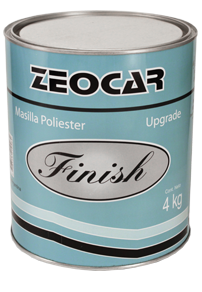 ZEOCAR
Masilla Poliester Upgrade
Finish
4 kg